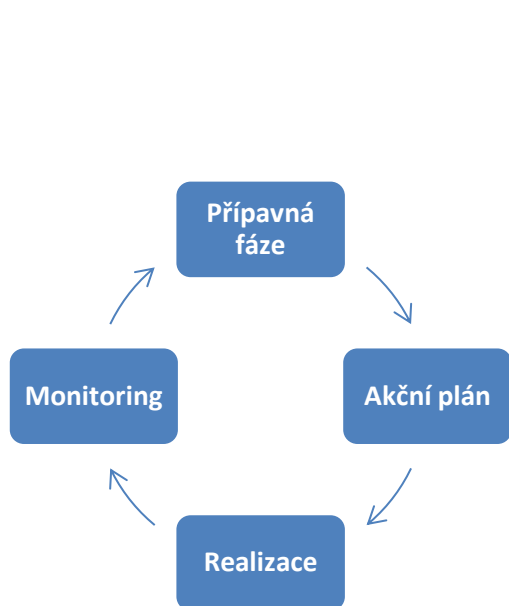 Přípavná
fáze
Monitoring
Akční plán
Realizace